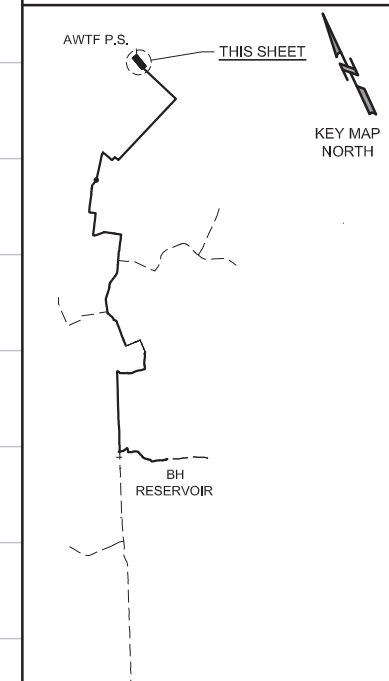 AWTF P.S.
THIS SHEET
KEY MAP
NORTH
BH
RESERVOIR